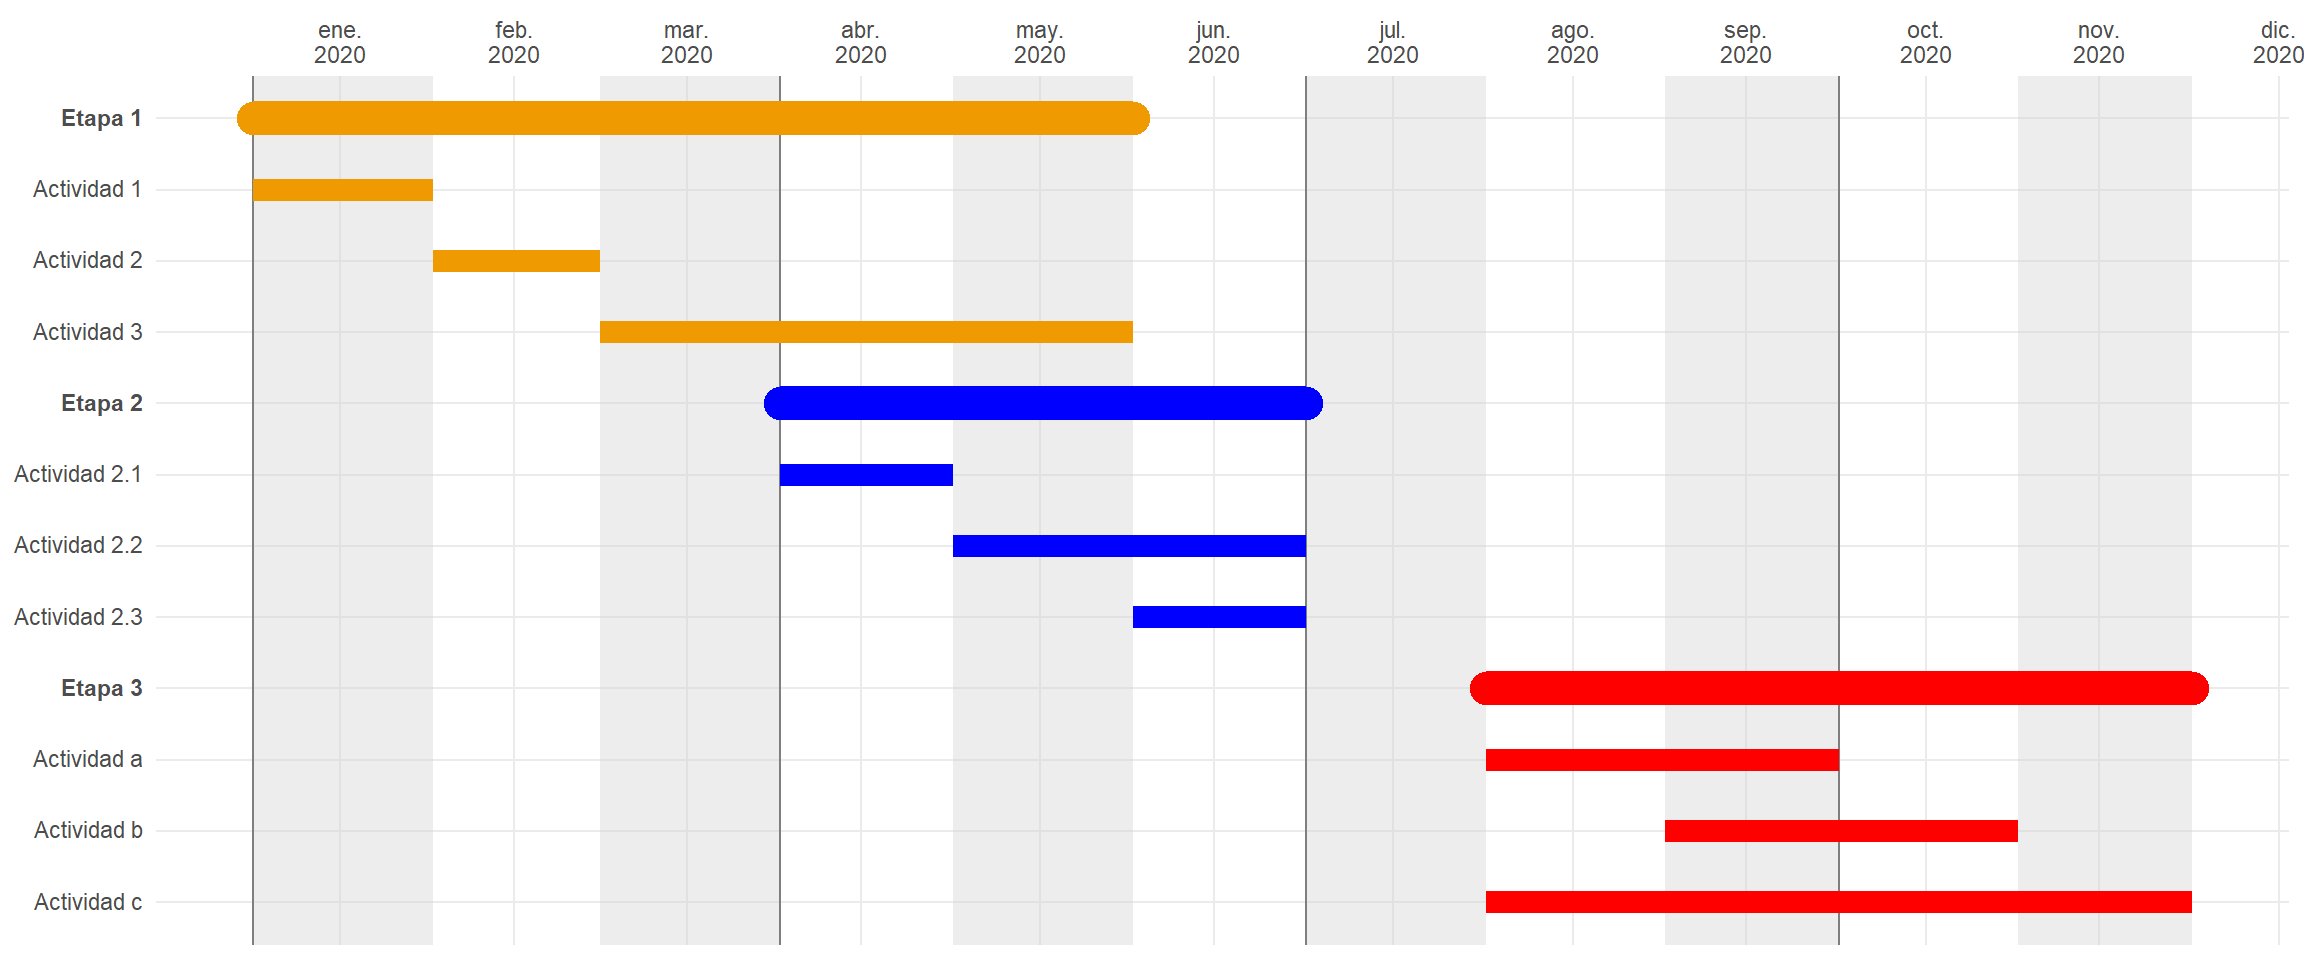 ene. feb. mar. abr. may. jun. jul. ago. sep. oct. nov. dic.
2020 2020 2020 2020 2020 2020 2020 2020 2020 2020 2020 2020
Etapa 1
Actividad 1
Actividad 2
Actividad 3
Etapa 2
Actividad 2.1
Actividad 2.2
Actividad 2.3
Etapa 3
Actividad a
Actividad b
Actividad c